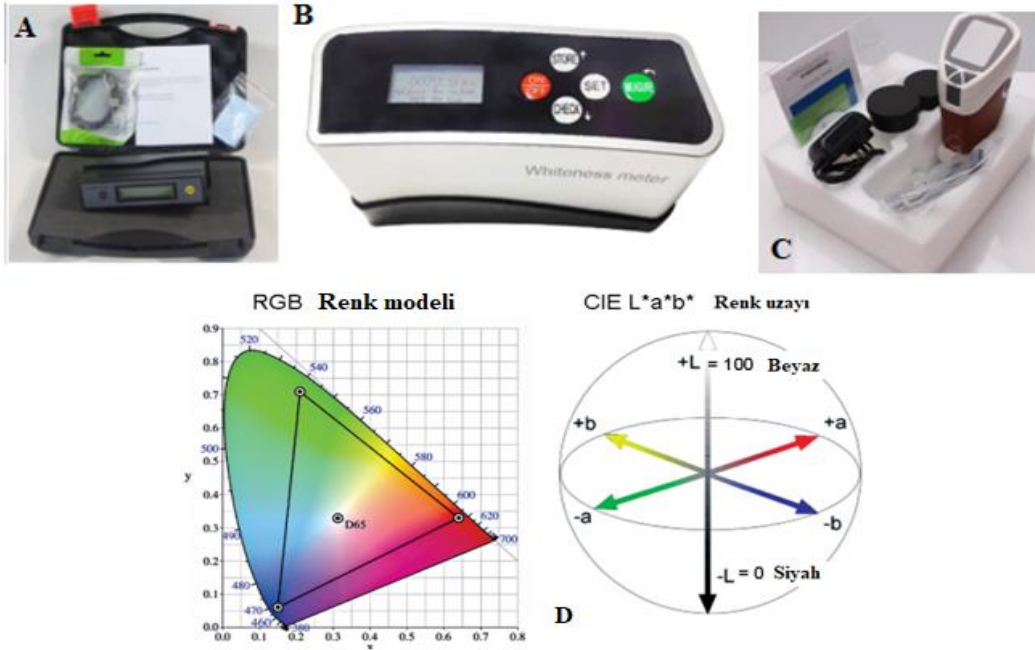 A
B
STORE
ON
OFF
SET
MEASURE
CHECK
Whiteness meter
C
RGB Renk modeli
CIE L*a*b* Renk uzayı
0.9
0.8
0.7
0.6
0.5
0.4
0.3
0.2
0.1
0.0
y
520
540
560
580
600
620
700
500
490
480
470
460
380
D65
0.0 0.1 0.2 0.3 0.4 0.5 0.6 0.7 0.8
x
+L = 100 Beyaz
+b
+a
-a
-b
-L = 0 Siyah
D